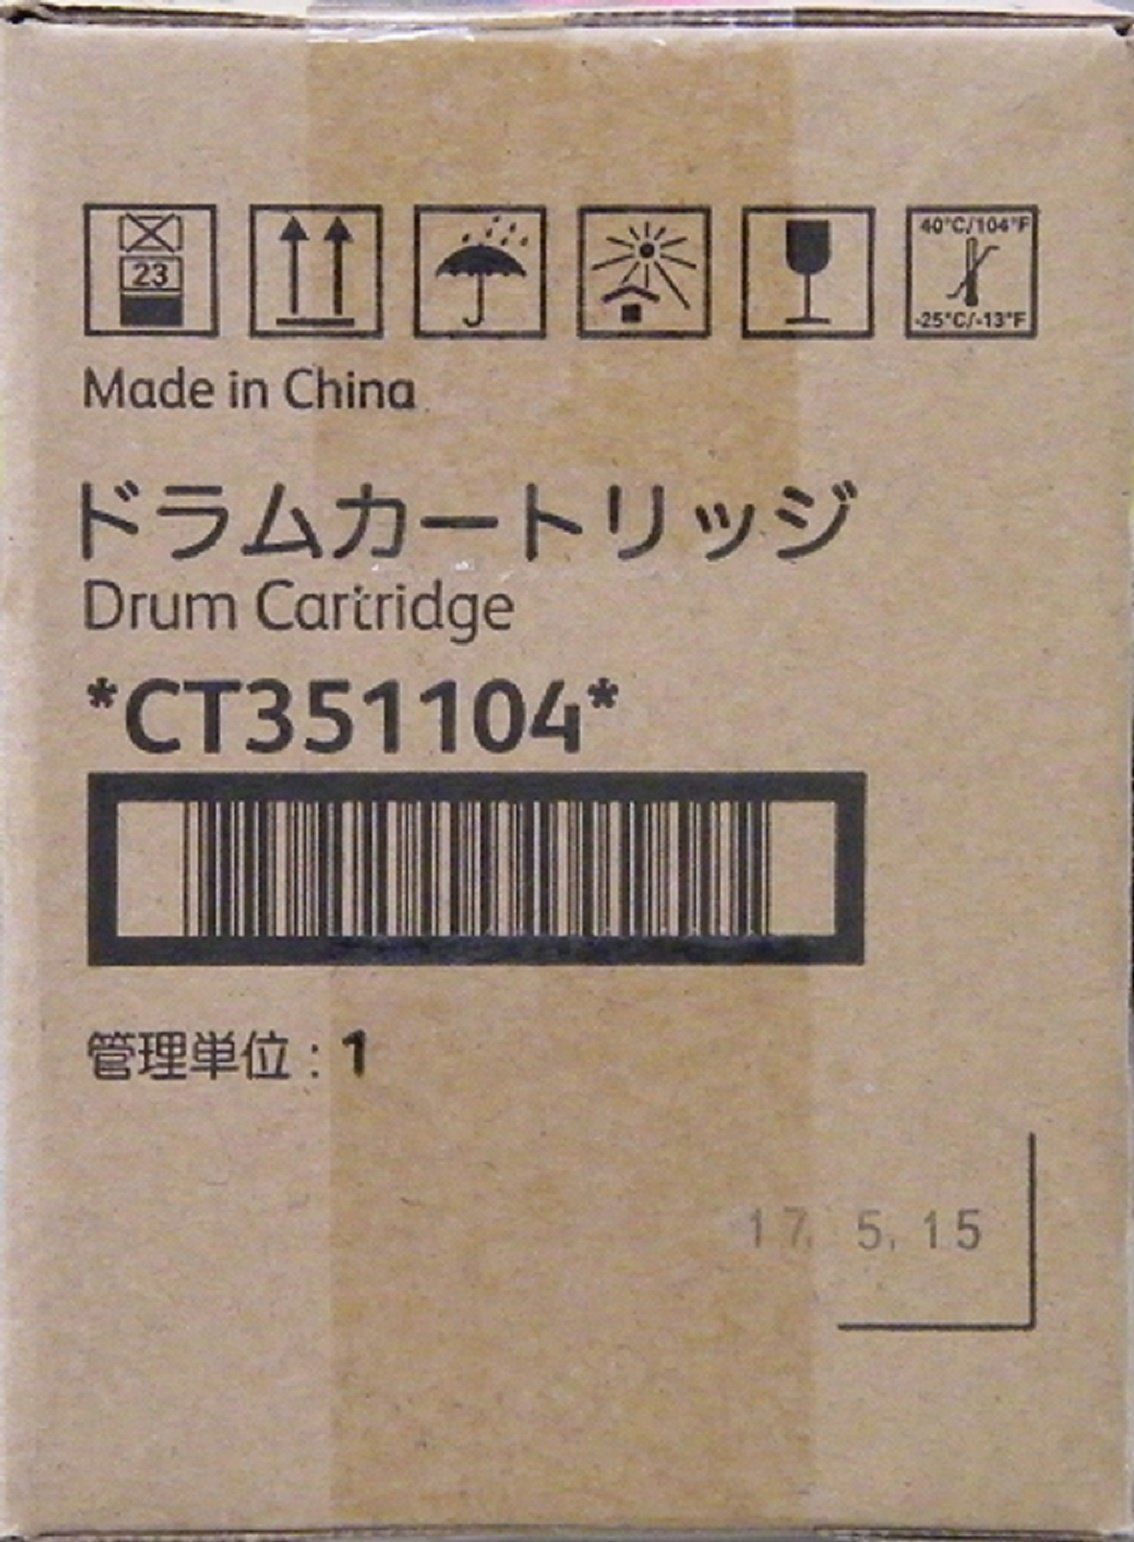 23
40°C/104°F
-25°C/-13°F
Made in China
ドラムカートリッジ
Drum Cartridge
*CT351104*
管理単位：1
17. 5. 15